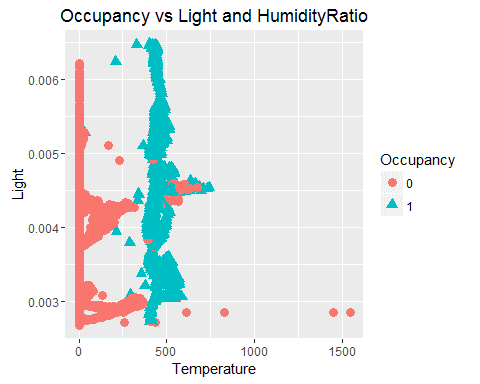 Occupancy vs Light and HumidityRatio
0.006
0.005
0.004
0.003
Light
0 500 1000 1500
Temperature
Occupancy
0
1